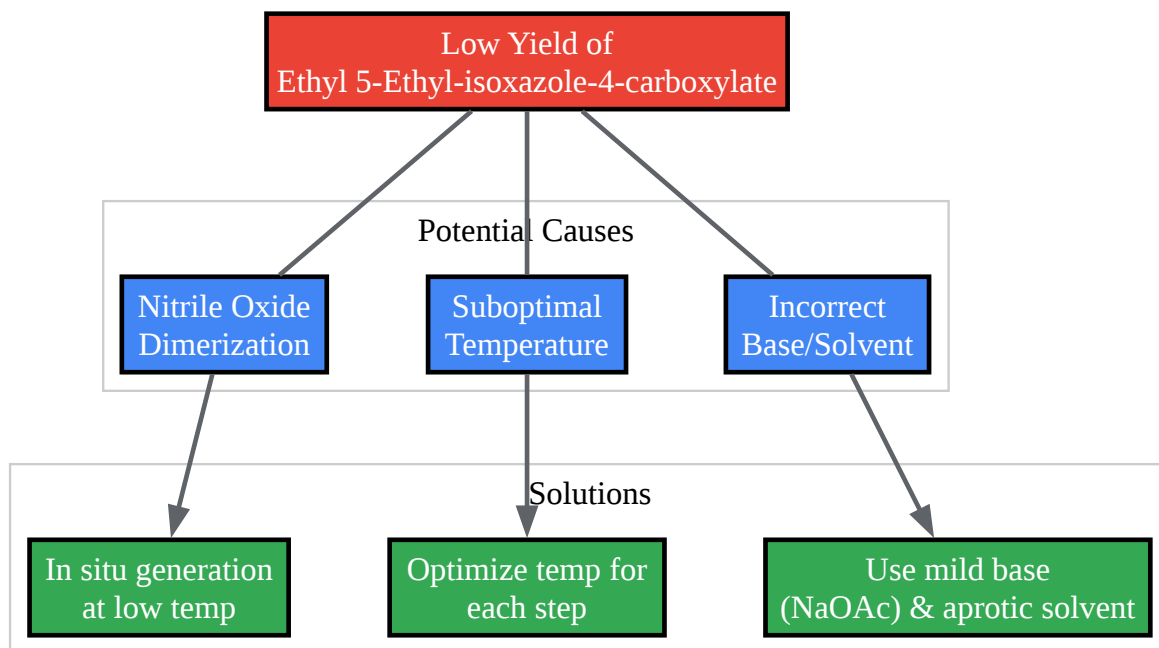 Low Yield of
Ethyl 5-Ethyl-isoxazole-4-carboxylate
Potential Causes
Nitrile Oxide
Dimerization
Suboptimal
Temperature
Incorrect
Base/Solvent
Solutions
In situ generation
at low temp
Optimize temp for
each step
Use mild base
(NaOAc) & aprotic solvent